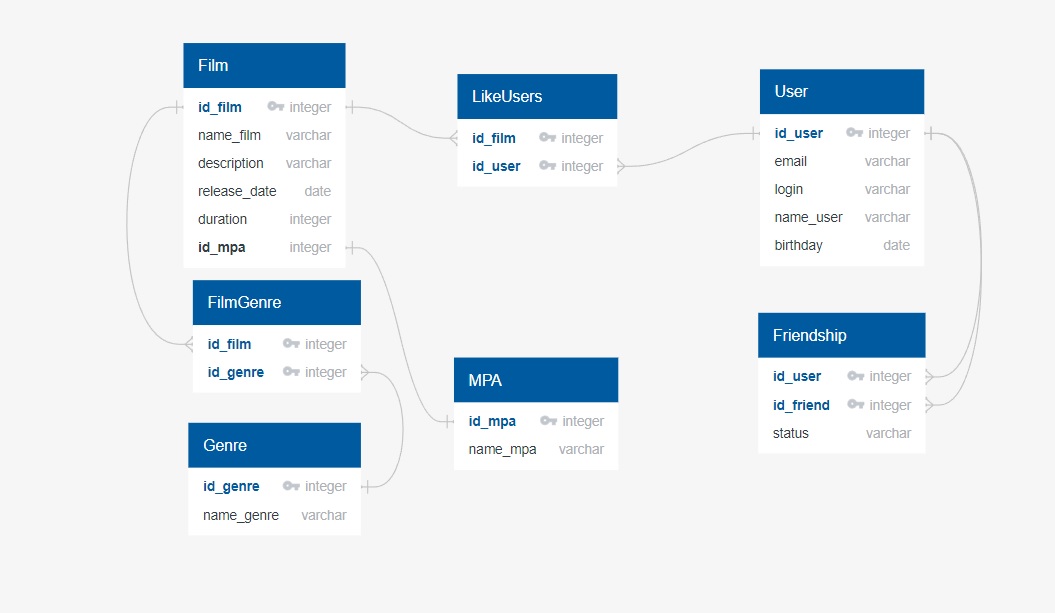 Film
id_film integer
name_film varchar
description varchar
release_date date
duration integer
id_mpa integer
LikeUsers
id_film integer
id_user integer
User
id_user integer
email varchar
login varchar
name_user varchar
birthday date
FilmGenre
id_film integer
id_genre integer
Genre
id_genre integer
name_genre varchar
MPA
id_mpa integer
name_mpa varchar
Friendship
id_user integer
id_friend integer
status varchar